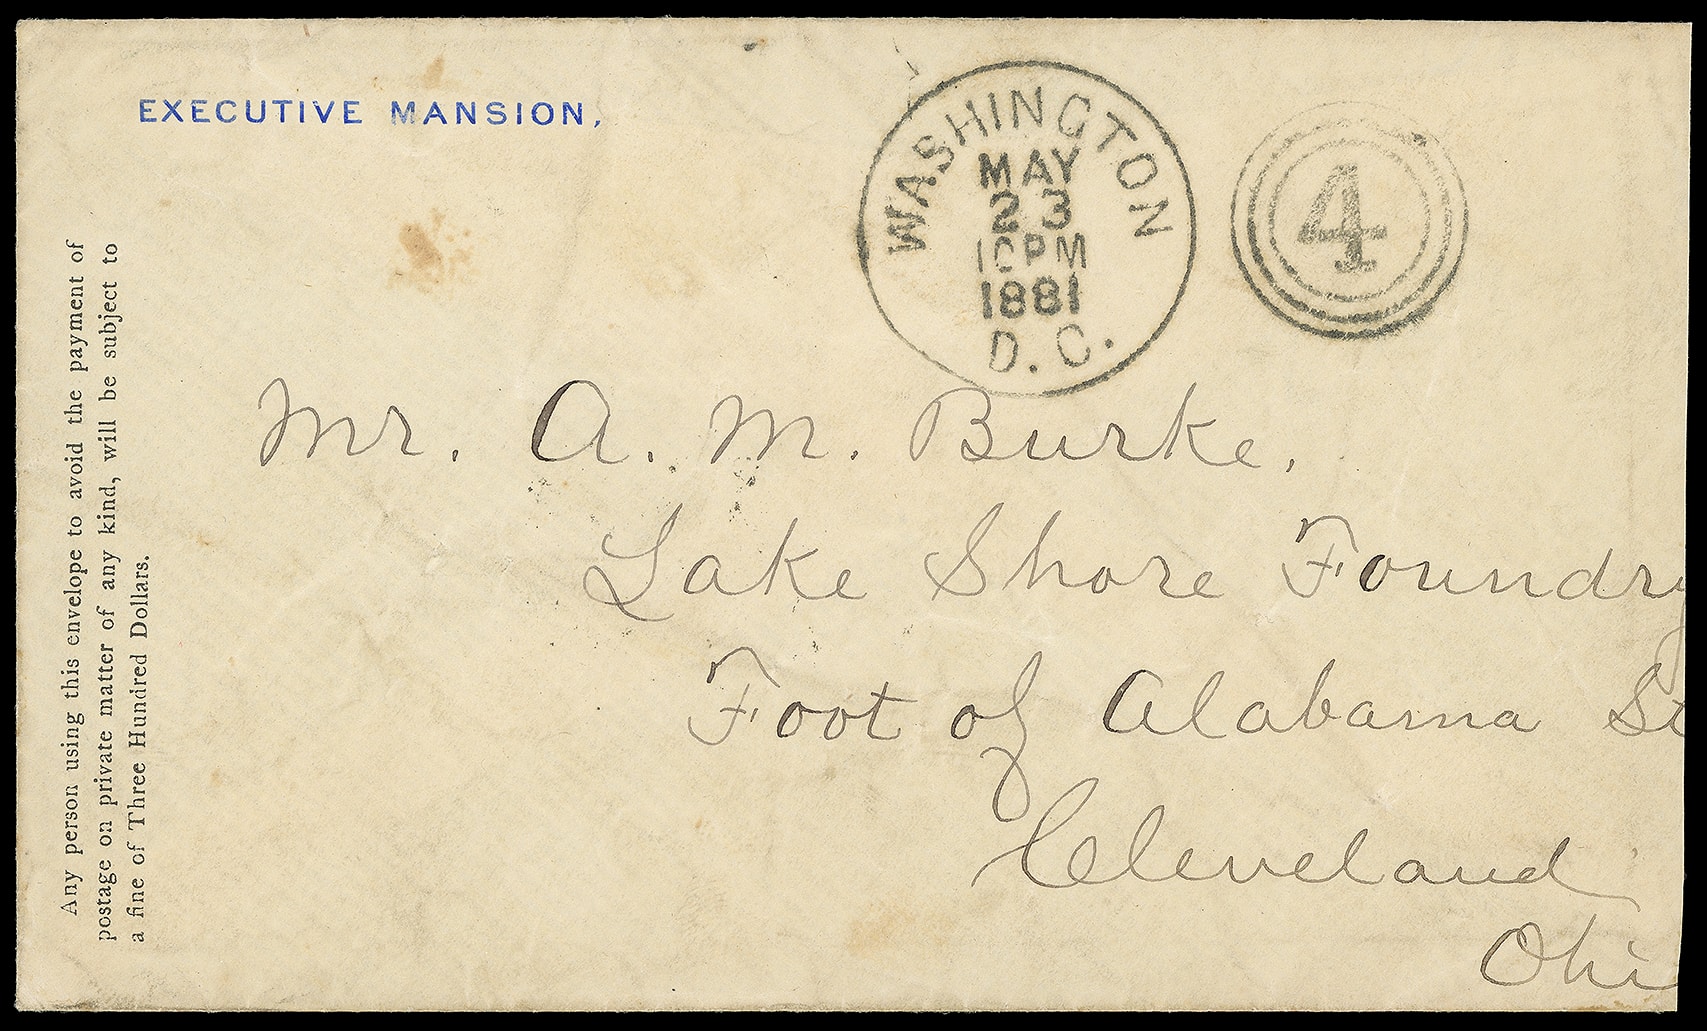 EXECUTIVE MANSION,
WASHINGTON
MAY
23
10PM
1881
D. C.
4
Any person using this envelope to avoid the payment of
postage on private matter of any kind, will be subject to
a fine of Three Hundred Dollars.
Mr. A. M. Burke,
Lake Shore Foundry
Foot of Alabama St
Cleveland
Ohi